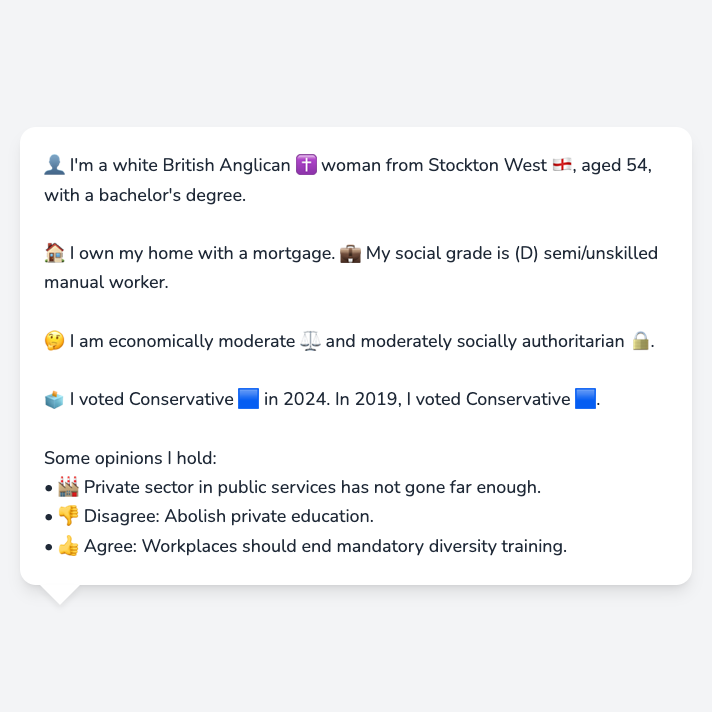 👤 I'm a white British Anglican ✝️ woman from Stockton West 🏴󠁧󠁢󠁥󠁮󠁧󠁿, aged 54,
with a bachelor's degree.
🏠 I own my home with a mortgage. 💼 My social grade is (D) semi/unskilled
manual worker.
🤔 I am economically moderate ⚖️ and moderately socially authoritarian 🔒.
🗳️ I voted Conservative 🟦 in 2024. In 2019, I voted Conservative 🟦.
Some opinions I hold:
• 🏭 Private sector in public services has not gone far enough.
• 👎 Disagree: Abolish private education.
• 👍 Agree: Workplaces should end mandatory diversity training.